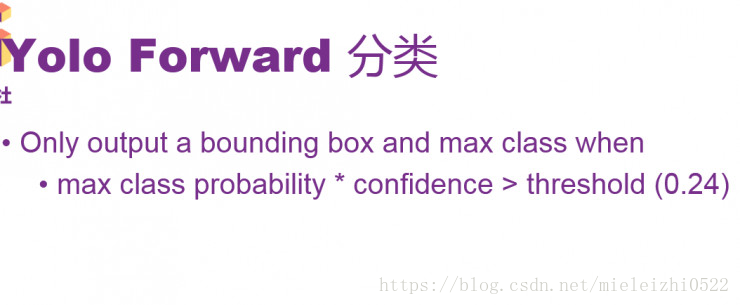 Yolo Forward 分类
社
• Only output a bounding box and max class when
• max class probability * confidence > threshold (0.24)
https://blog.csdn.net/mieleizhi0522